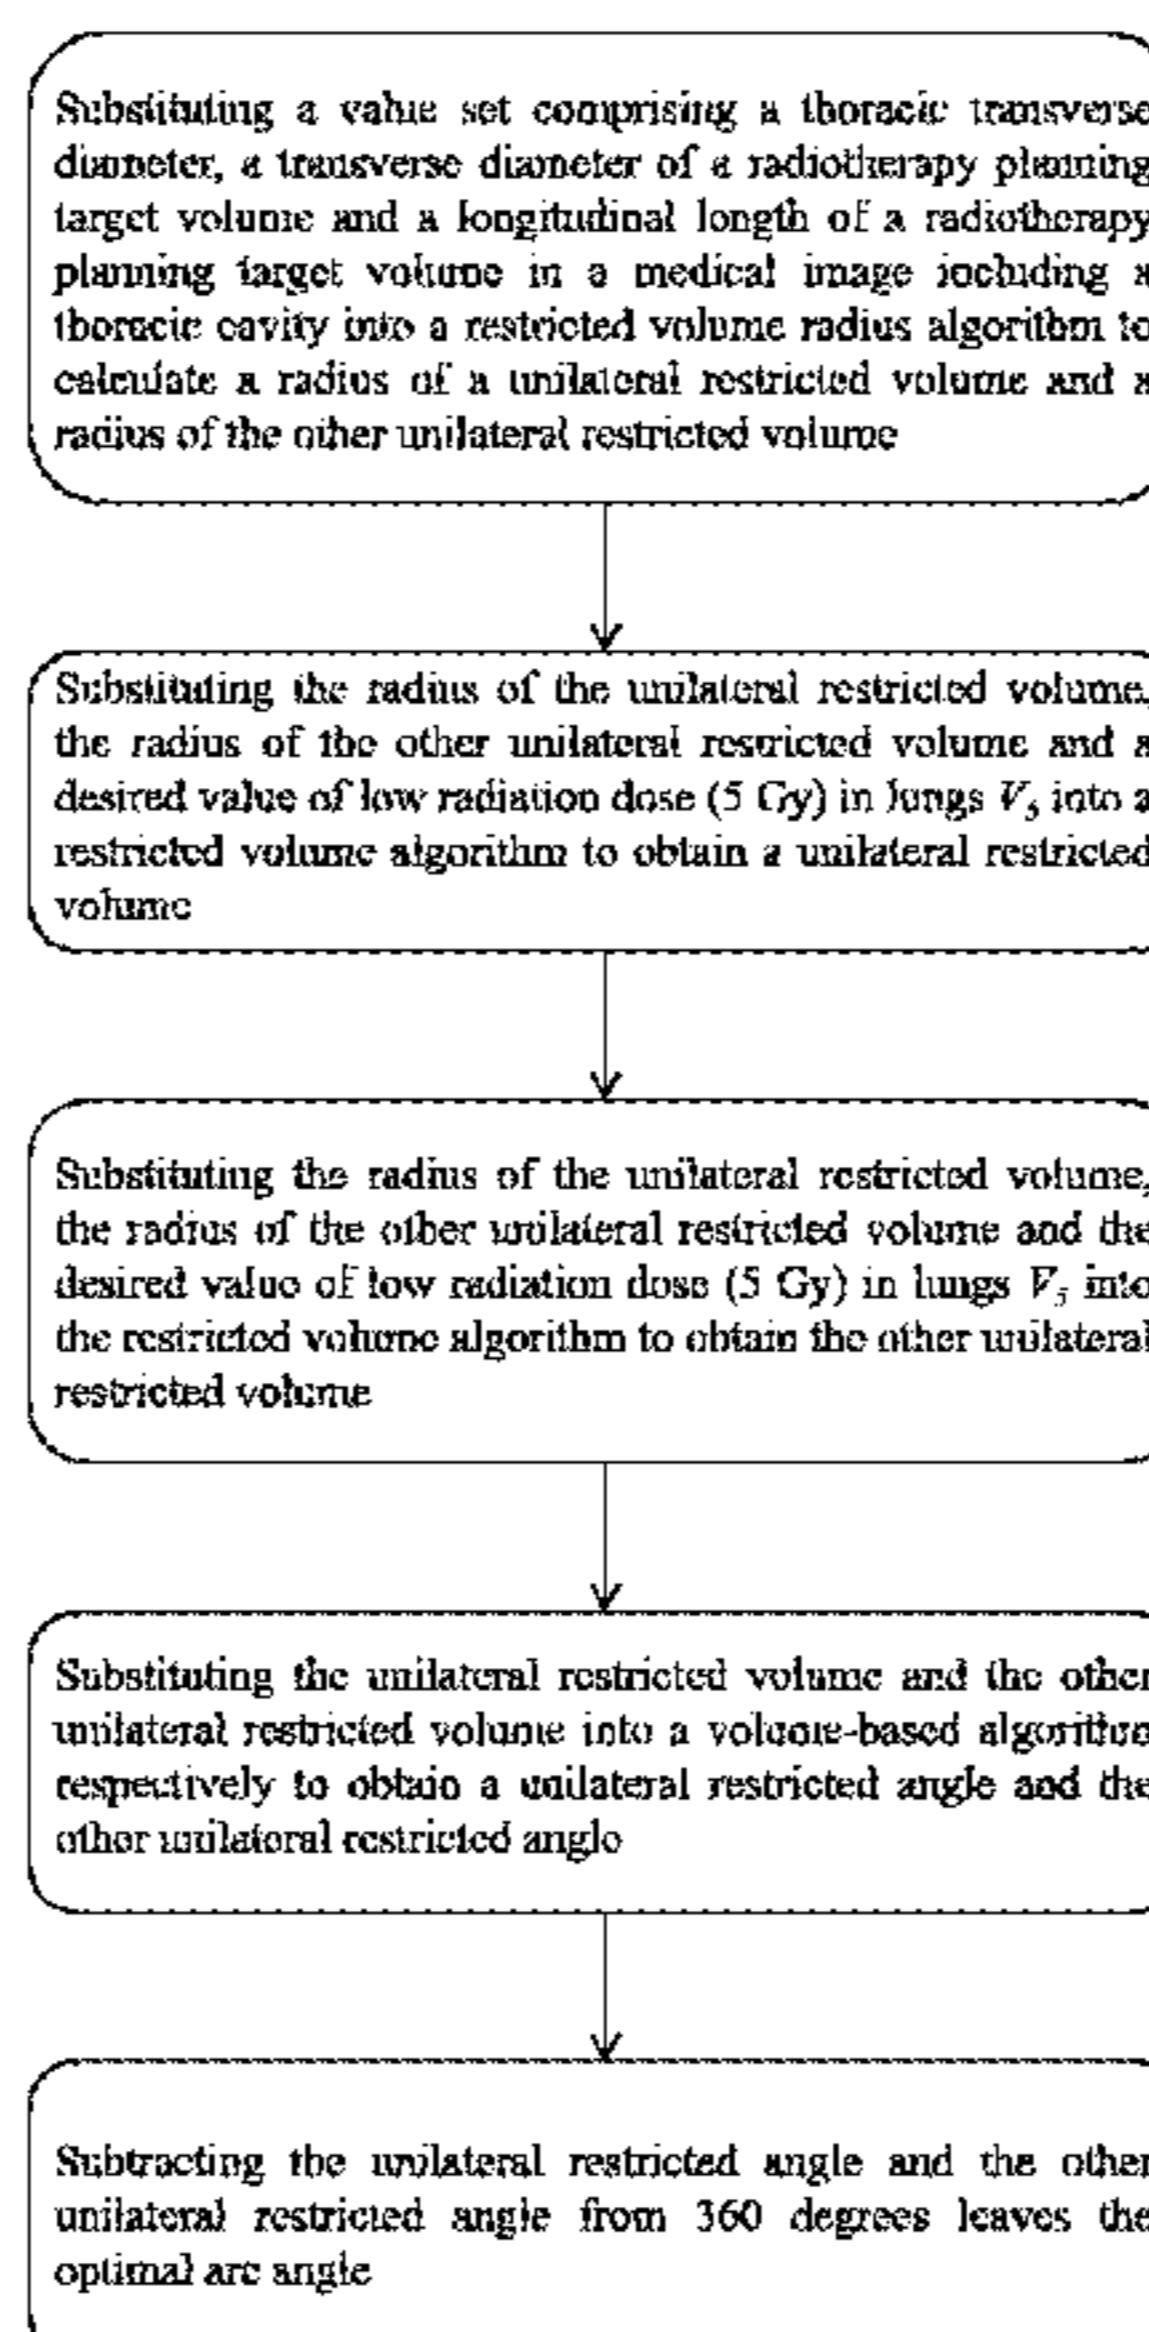 Substituting a value set comprising a thoracic transverse
diameter, a transverse diameter of a radiotherapy planning
target volume and a longitudinal length of a radiotherapy
planning target volume in a medical image including a
thoracic cavity into a restricted volume radius algorithm to
calculate a radius of a unilateral restricted volume and a
radius of the other unilateral restricted volume
Substituting the radius of the unilateral restricted volume,
the radius of the other unilateral restricted volume and a
desired value of low radiation dose (5 Gy) in lungs V₅ into a
restricted volume algorithm to obtain a unilateral restricted
volume
Substituting the radius of the unilateral restricted volume,
the radius of the other unilateral restricted volume and the
desired value of low radiation dose (5 Gy) in lungs V₅ into
the restricted volume algorithm to obtain the other unilateral
restricted volume
Substituting the unilateral restricted volume and the other
unilateral restricted volume into a volume-based algorithm
respectively to obtain a unilateral restricted angle and the
other unilateral restricted angle
Subtracting the unilateral restricted angle and the other
unilateral restricted angle from 360 degrees leaves the
optimal arc angle